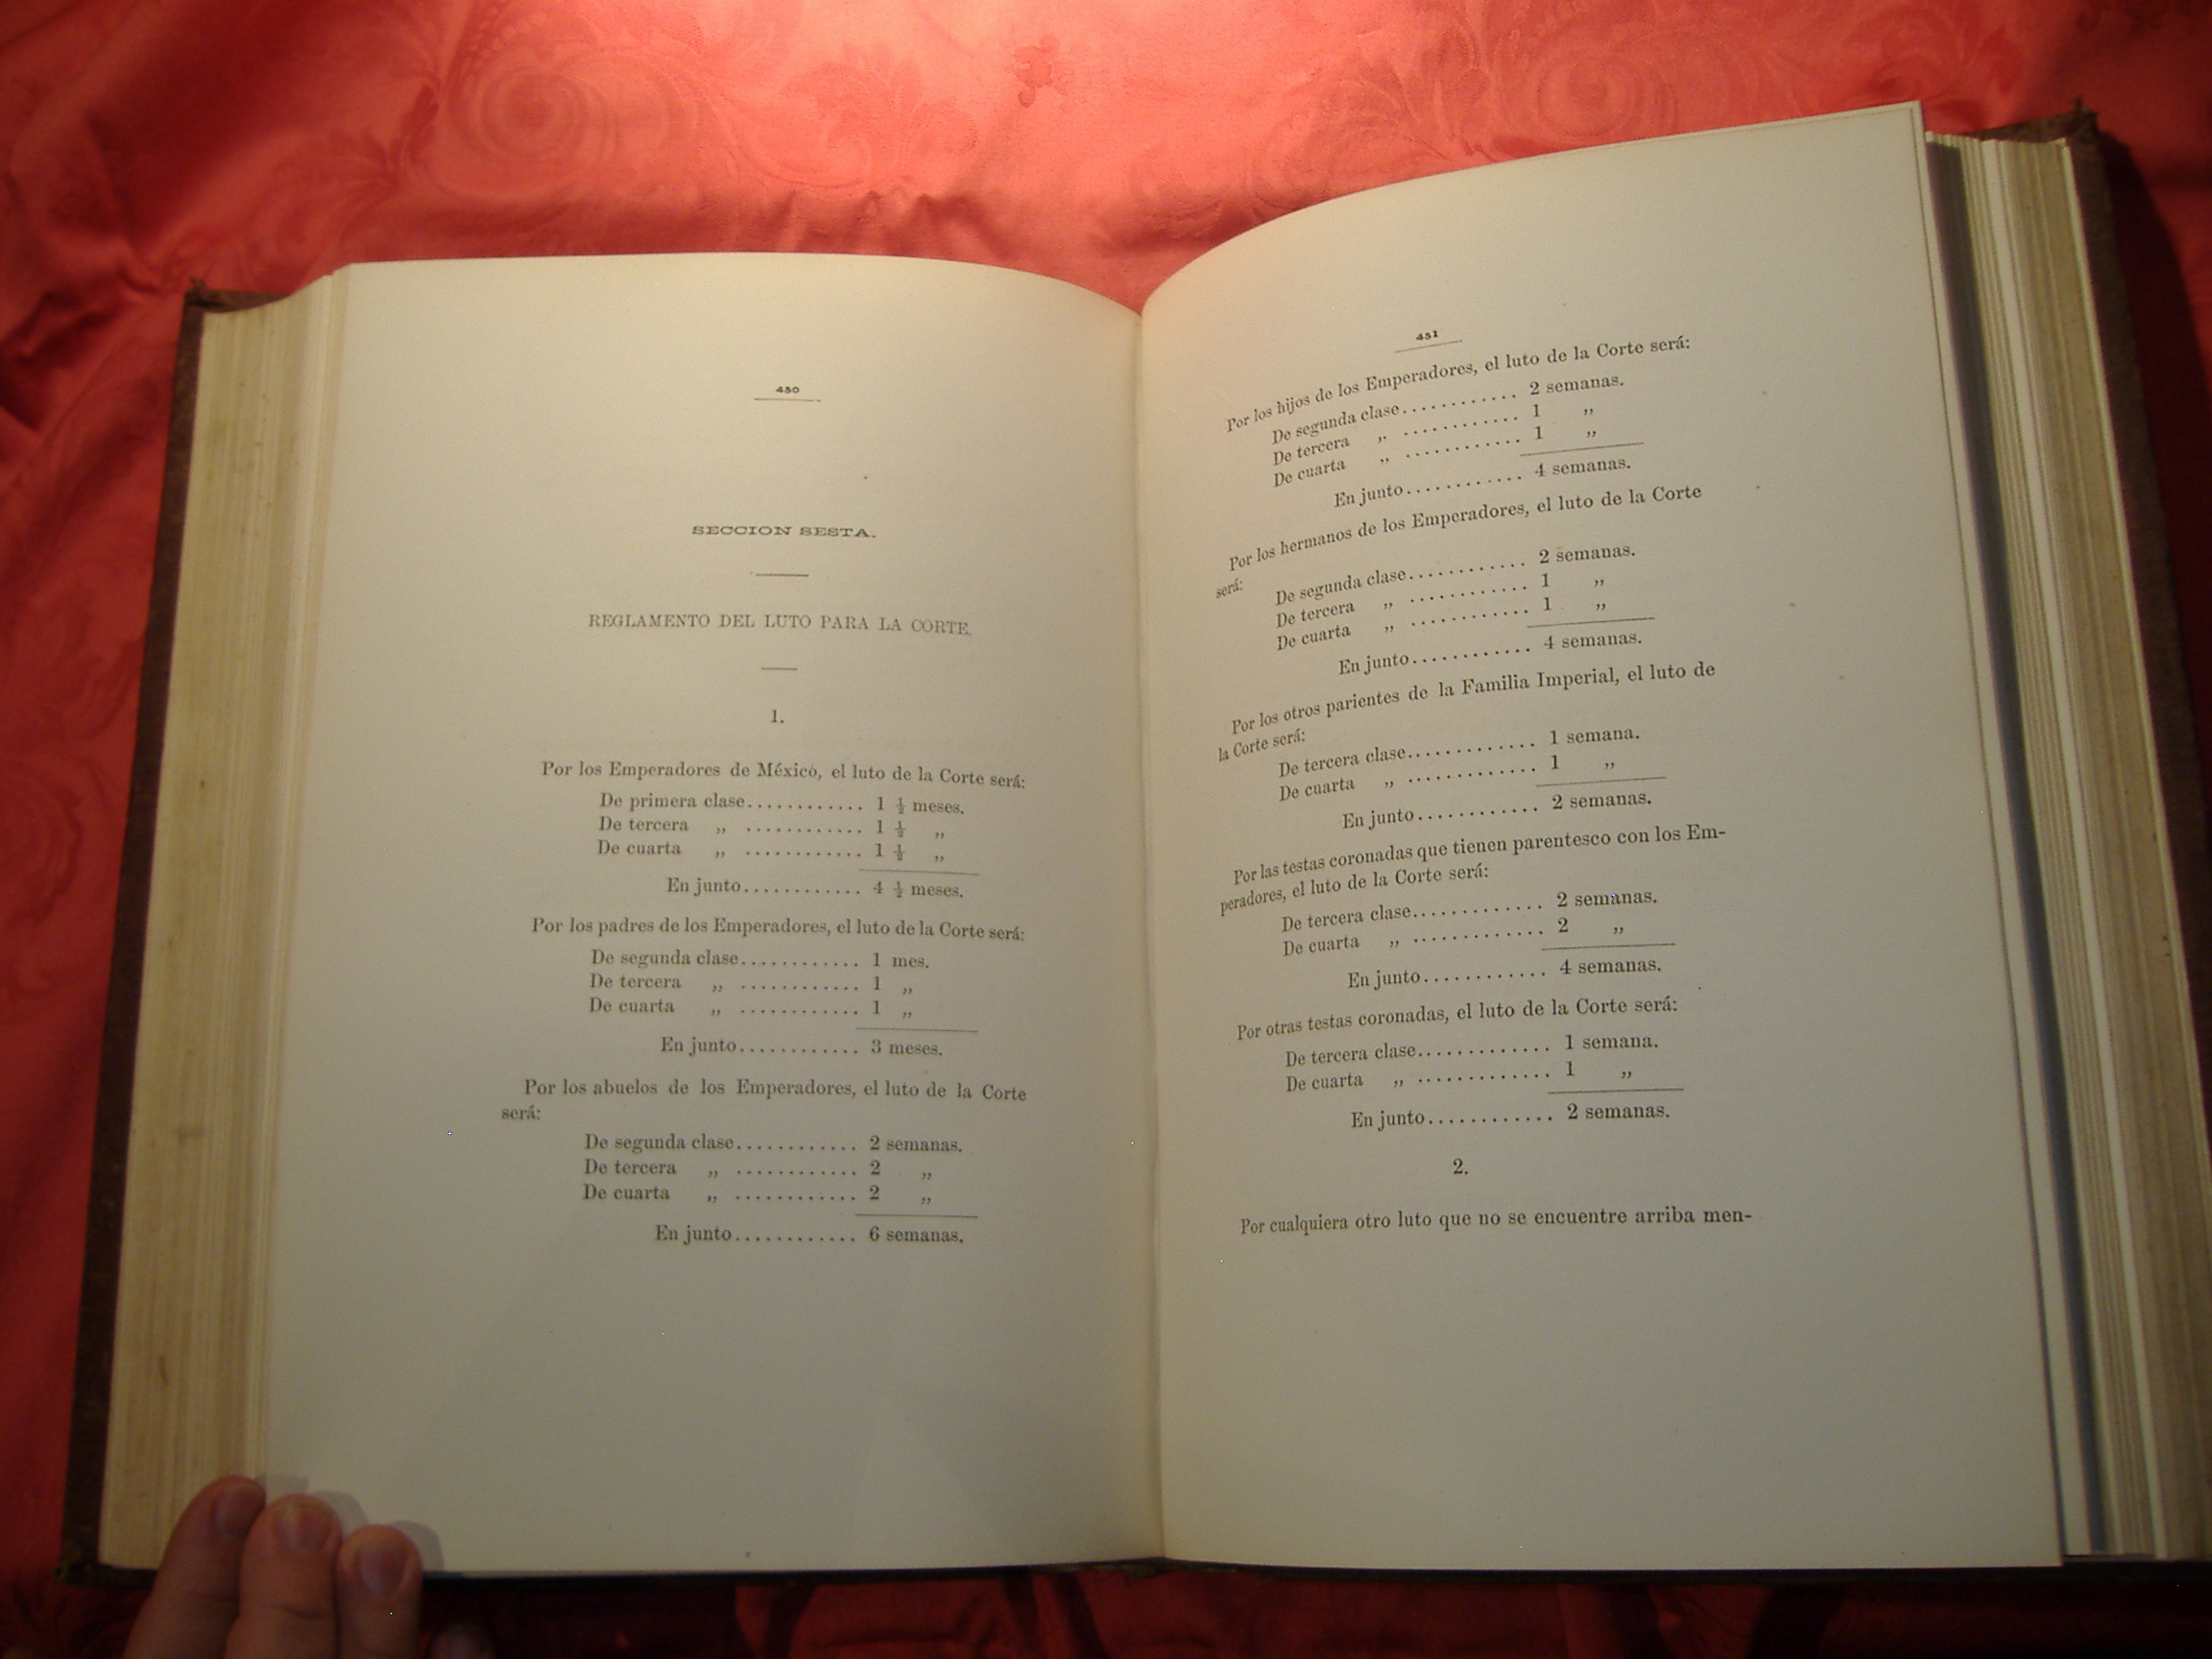 450
SECCION SESTA.
REGLAMENTO DEL LUTO PARA LA CORTE.
1.
Por los Emperadores de México, el luto de la Corte será:
De primera clase............ 1 ½ meses.
De tercera „ ............ 1 ½ „
De cuarta „ ............ 1 ½ „
En junto............ 4 ½ meses.
Por los padres de los Emperadores, el luto de la Corte será:
De segunda clase............ 1 mes.
De tercera „ ............ 1 „
De cuarta „ ............ 1 „
En junto............ 3 meses.
Por los abuelos de los Emperadores, el luto de la Corte
será:
De segunda clase............ 2 semanas.
De tercera „ ............ 2 „
De cuarta „ ............ 2 „
En junto............ 6 semanas.
451
Por los hijos de los Emperadores, el luto de la Corte será:
De segunda clase............ 2 semanas.
De tercera „ ............ 1 „
De cuarta „ ............ 1 „
En junto............ 4 semanas.
Por los hermanos de los Emperadores, el luto de la Corte
será:
De segunda clase............ 2 semanas.
De tercera „ ............ 1 „
De cuarta „ ............ 1 „
En junto............ 4 semanas.
Por los otros parientes de la Familia Imperial, el luto de
la Corte será:
De tercera clase............. 1 semana.
De cuarta „ ............. 1 „
En junto............ 2 semanas.
Por las testas coronadas que tienen parentesco con los Em-
peradores, el luto de la Corte será:
De tercera clase............. 2 semanas.
De cuarta „ ............. 2 „
En junto............ 4 semanas.
Por otras testas coronadas, el luto de la Corte será:
De tercera clase............. 1 semana.
De cuarta „ ............. 1 „
En junto............ 2 semanas.
2.
Por cualquiera otro luto que no se encuentre arriba men-